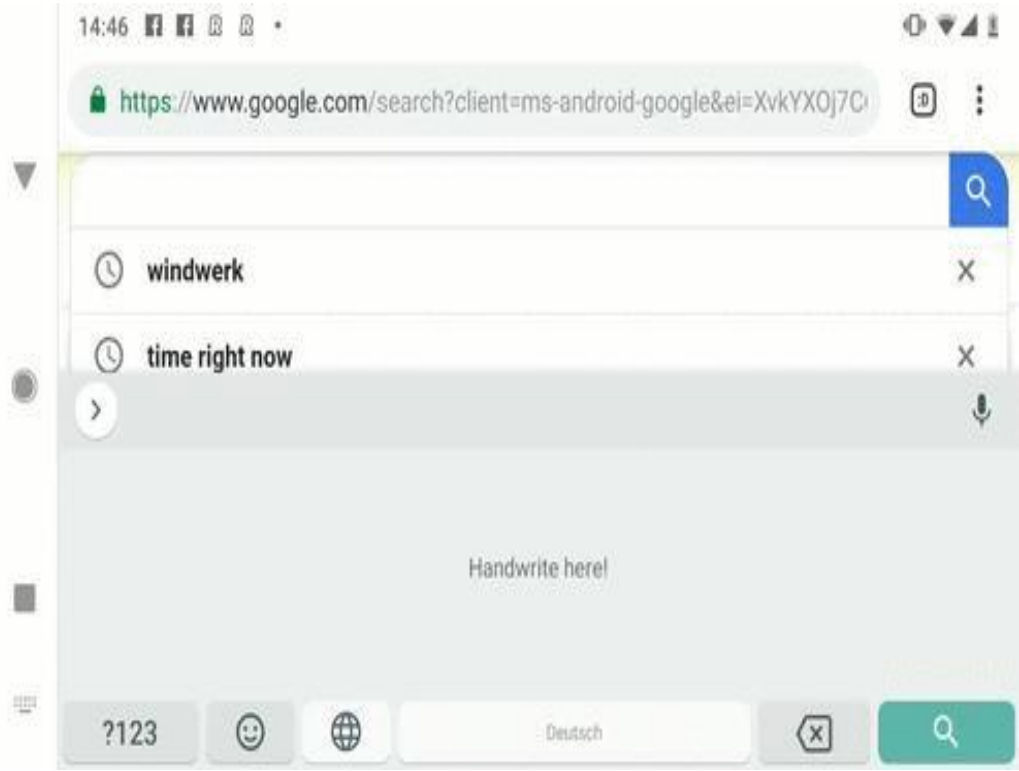 14:46
https://www.google.com/search?client=ms-android-google&ei=XvkYXOj7C
:D
windwerk
time right now
Handwrite here!
?123
Deutsch